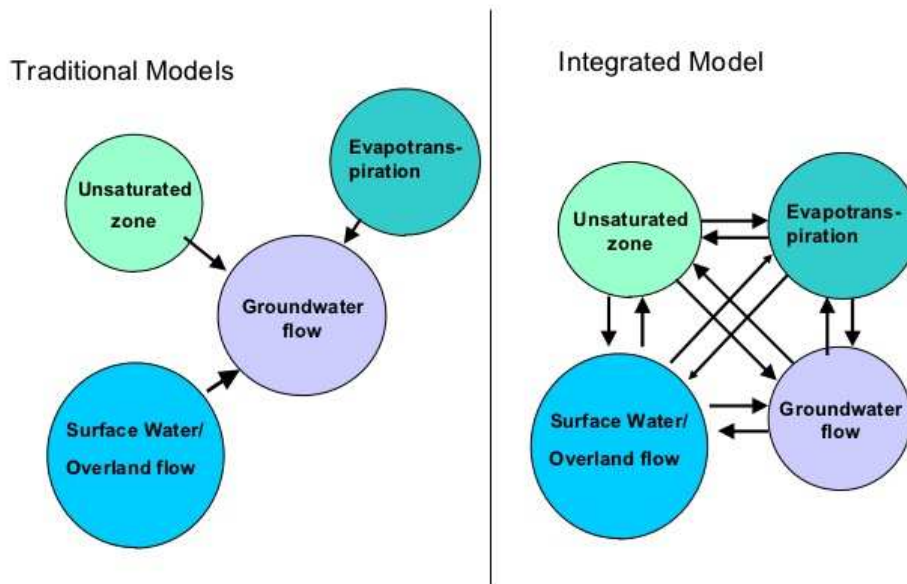 Traditional Models
Unsaturated
zone
Evapotrans-
piration
Groundwater
flow
Surface Water/
Overland flow
Integrated Model
Unsaturated
zone
Evapotrans-
piration
Surface Water/
Overland flow
Groundwater
flow